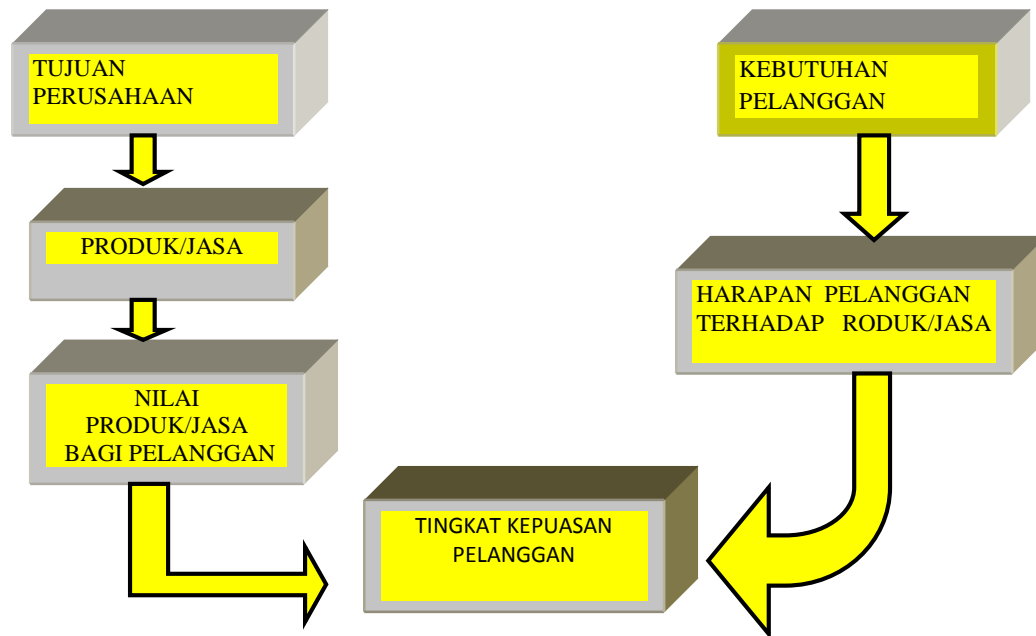 TUJUAN
PERUSAHAAN
PRODUK/JASA
NILAI
PRODUK/JASA
BAGI PELANGGAN
KEBUTUHAN
PELANGGAN
HARAPAN PELANGGAN
TERHADAP RODUK/JASA
TINGKAT KEPUASAN
PELANGGAN